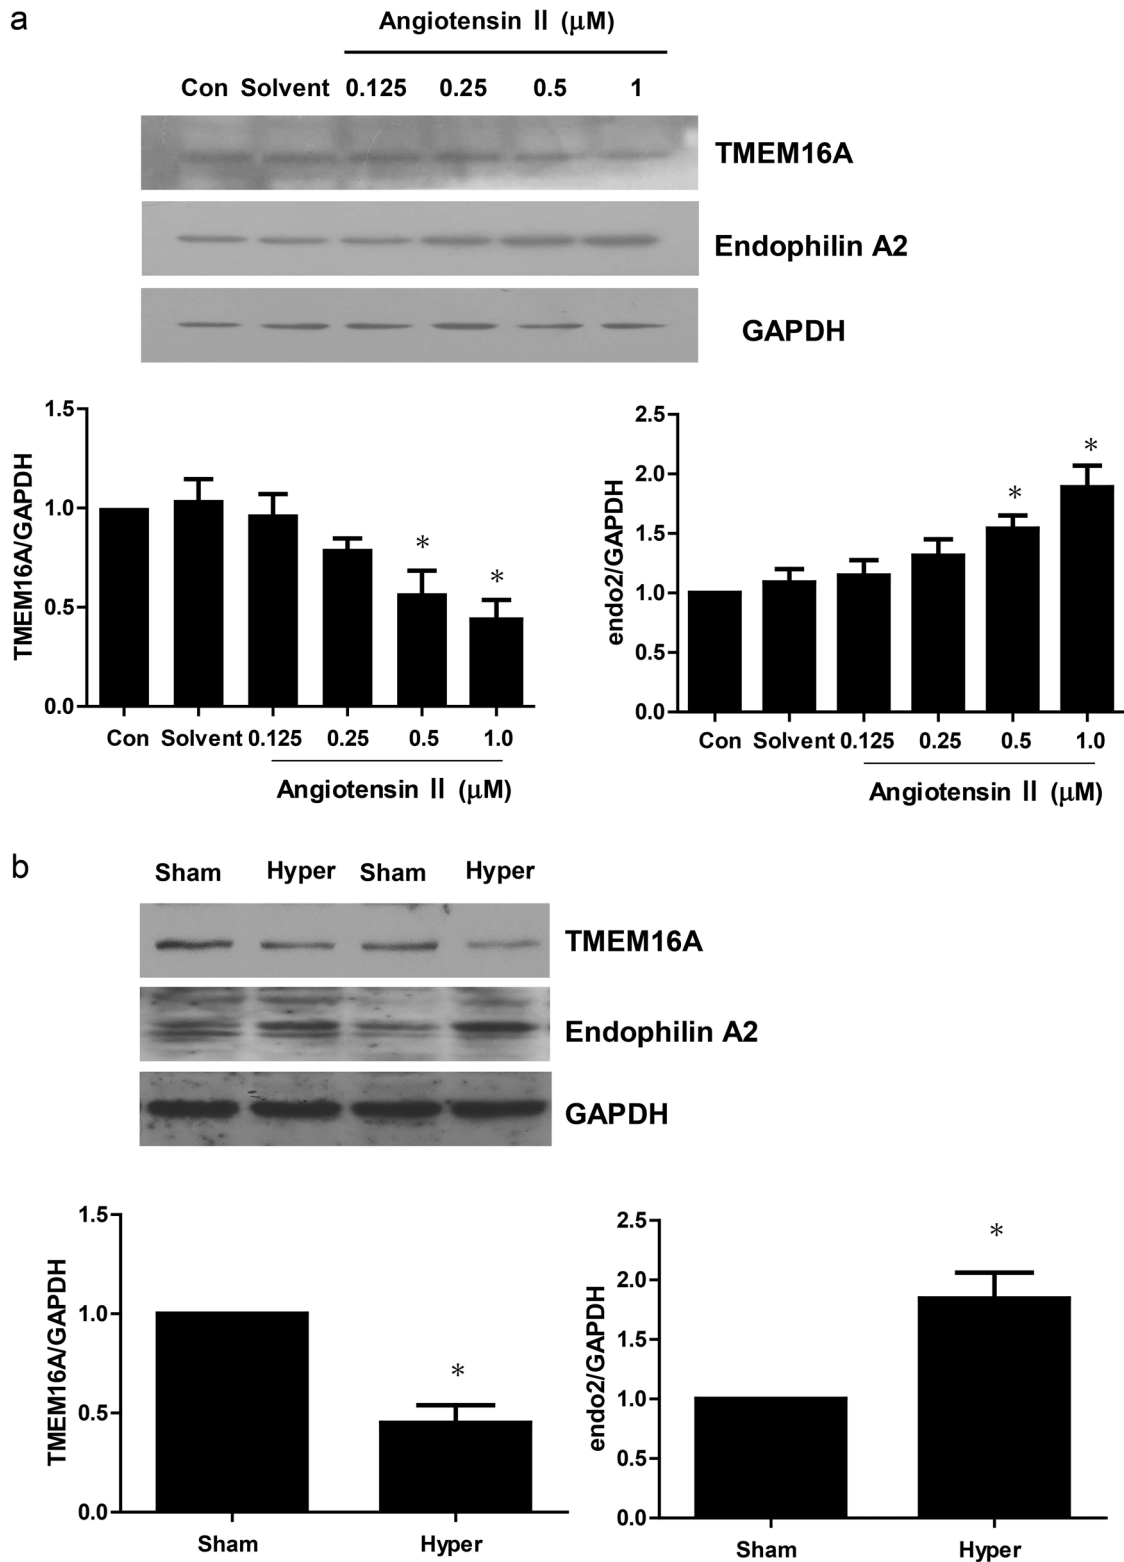 a
Angiotensin II (μM)
Con Solvent 0.125 0.25 0.5 1
TMEM16A
Endophilin A2
GAPDH
TMEM16A/GAPDH
1.5
1.0
0.5
0.0
* *
Con Solvent 0.125 0.25 0.5 1.0
Angiotensin II (μM)
endo2/GAPDH
2.5
2.0
1.5
1.0
0.5
0.0
* *
Con Solvent 0.125 0.25 0.5 1.0
Angiotensin II (μM)
b
Sham Hyper Sham Hyper
TMEM16A
Endophilin A2
GAPDH
TMEM16A/GAPDH
1.5
1.0
0.5
0.0
*
Sham Hyper
endo2/GAPDH
2.5
2.0
1.5
1.0
0.5
0.0
*
Sham Hyper